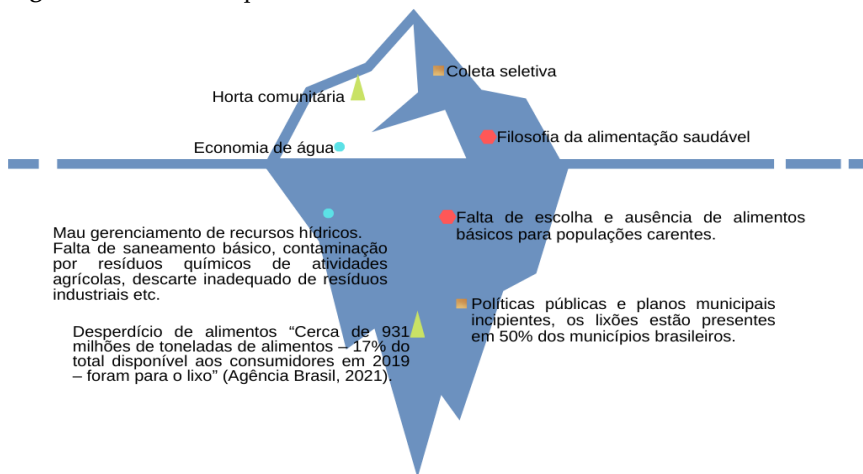 Coleta seletiva
Horta comunitária
Filosofia da alimentação saudável
Economia de água
Mau gerenciamento de recursos hídricos.
Falta de saneamento básico, contaminação
por resíduos químicos de atividades
agrícolas, descarte inadequado de resíduos
industriais etc.
Falta de escolha e ausência de alimentos
básicos para populações carentes.
Políticas públicas e planos municipais
incipientes, os lixões estão presentes
em 50% dos municípios brasileiros.
Desperdício de alimentos “Cerca de 931
milhões de toneladas de alimentos – 17% do
total disponível aos consumidores em 2019
– foram para o lixo” (Agência Brasil, 2021).